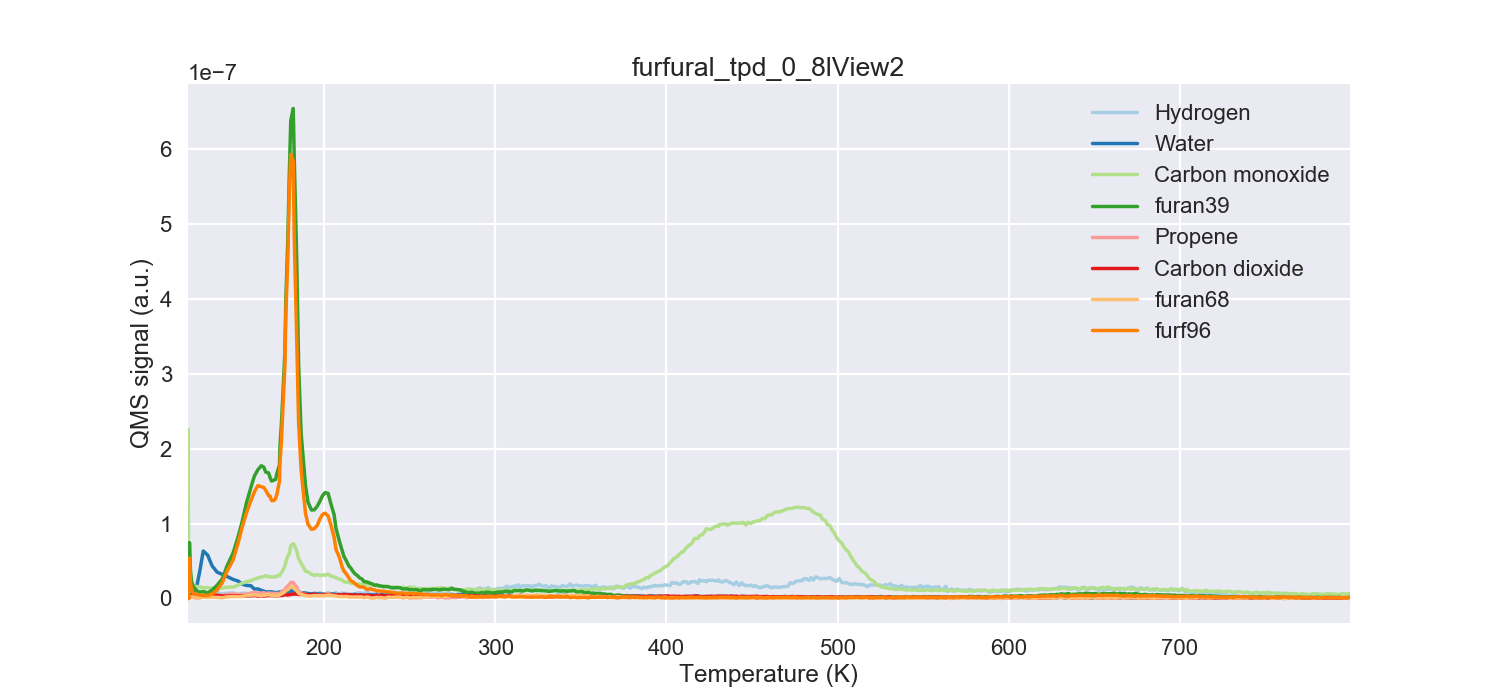 furfural_tpd_0_8lView2
1e−7
6
5
4
3
2
1
0
QMS signal (a.u.)
200
300
400
500
600
700
Temperature (K)
Hydrogen
Water
Carbon monoxide
furan39
Propene
Carbon dioxide
furan68
furf96